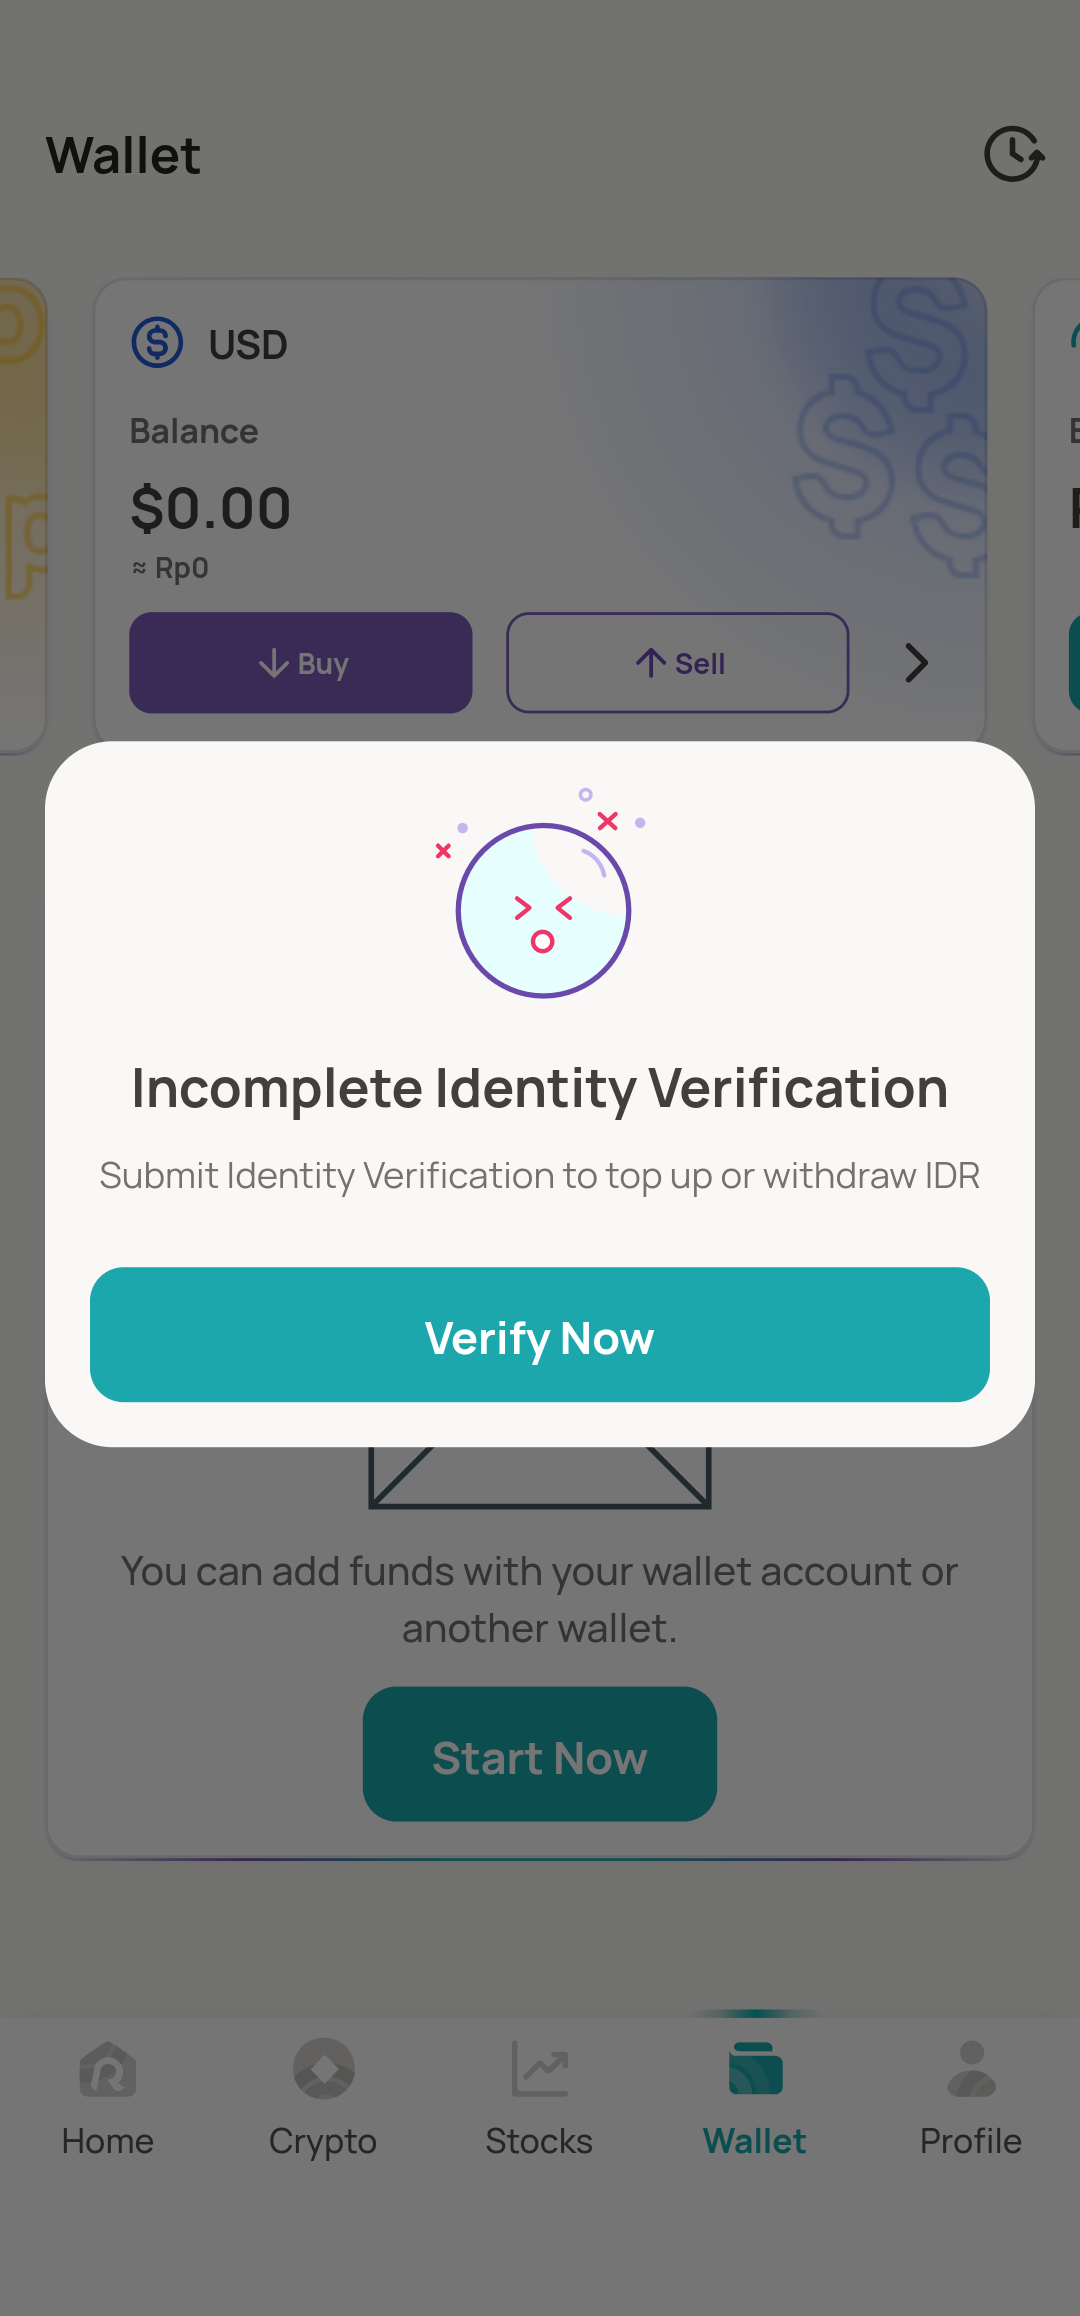 Wallet
USD
Balance
$0.00
≈ Rp0
Buy
Sell
Incomplete Identity Verification
Submit Identity Verification to top up or withdraw IDR
Verify Now
You can add funds with your wallet account or
another wallet.
Start Now
Home
Crypto
Stocks
Wallet
Profile